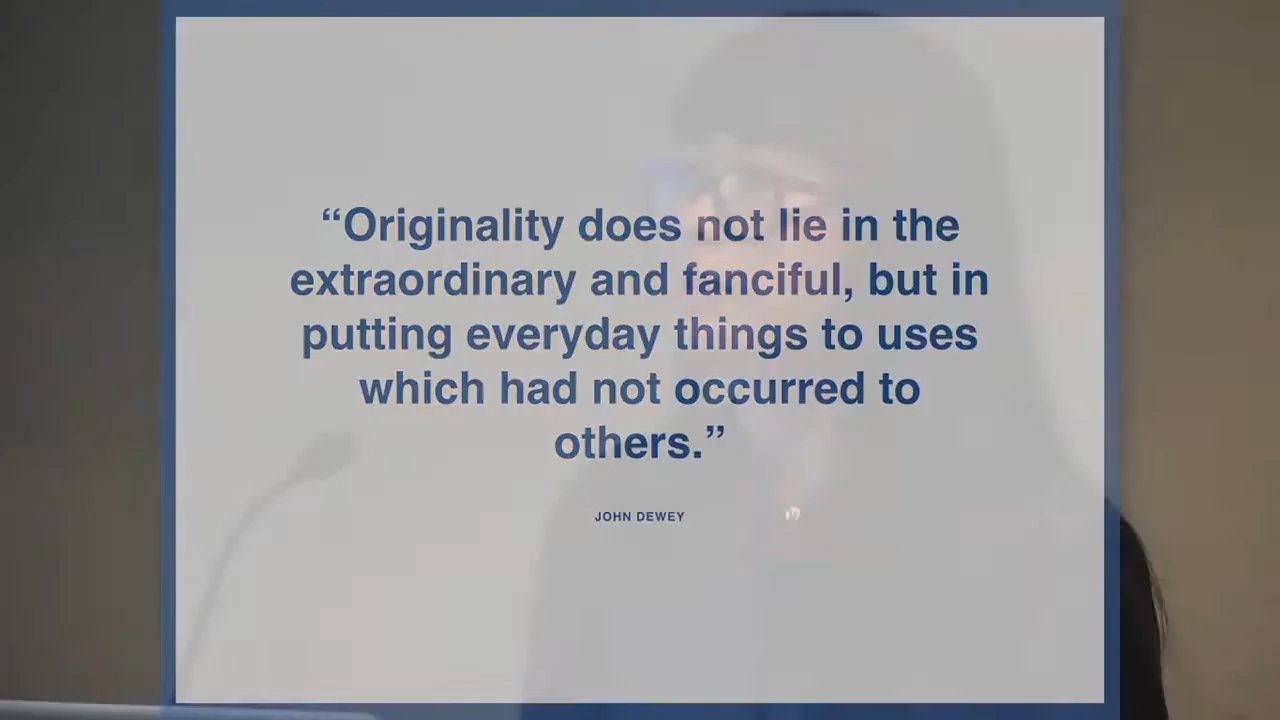 “Originality does not lie in the
extraordinary and fanciful, but in
putting everyday things to uses
which had not occurred to
others.”
JOHN DEWEY